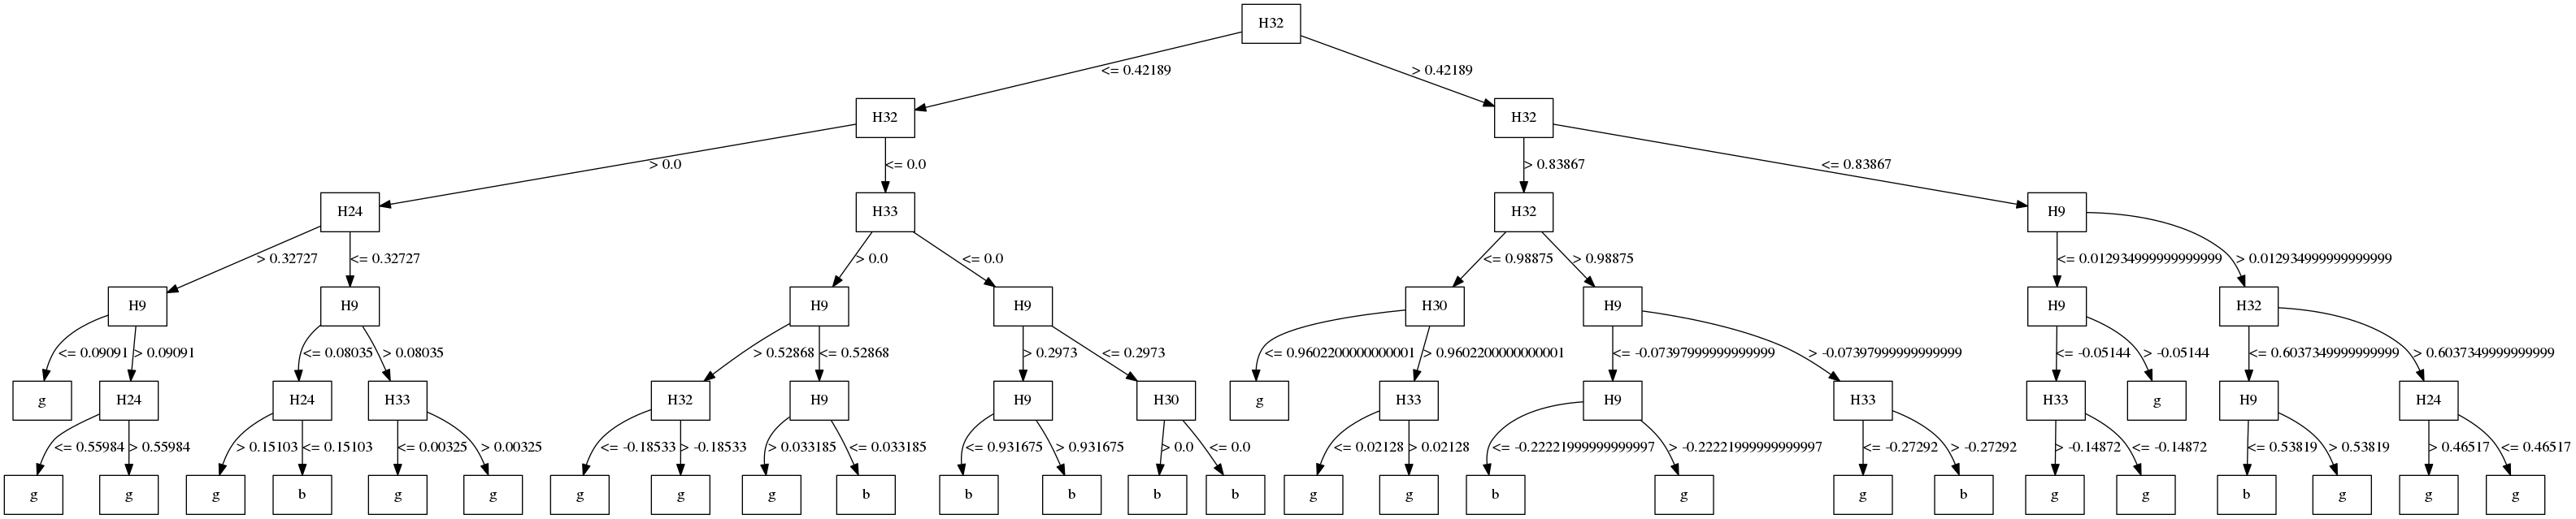 H32
<= 0.42189 > 0.42189
H32 H32
> 0.0 <= 0.0 > 0.83867 <= 0.83867
H24 H33 H32 H9
> 0.32727 <= 0.32727 > 0.0 <= 0.0 <= 0.98875 > 0.98875 <= 0.012934999999999999 > 0.012934999999999999
H9 H9 H9 H9 H30 H9 H9 H32
<= 0.09091 > 0.09091 <= 0.08035 > 0.08035 > 0.52868 <= 0.52868 > 0.2973 <= 0.2973 <= 0.9602200000000001 > 0.9602200000000001 <= -0.07397999999999999 > -0.07397999999999999 <= -0.05144 > -0.05144 <= 0.6037349999999999 > 0.6037349999999999
g H24 H24 H33 H32 H9 H9 H30 g H33 H9 H33 H33 g H9 H24
<= 0.55984 > 0.55984 > 0.15103 <= 0.15103 <= 0.00325 > 0.00325 <= -0.18533 > -0.18533 > 0.033185 <= 0.033185 <= 0.931675 > 0.931675 > 0.0 <= 0.0 <= 0.02128 > 0.02128 <= -0.22221999999999997 > -0.22221999999999997 <= -0.27292 > -0.27292 > -0.14872 <= -0.14872 <= 0.53819 > 0.53819 > 0.46517 <= 0.46517
g g g b g g g g g b b b b b g g b g g b g g b g g g